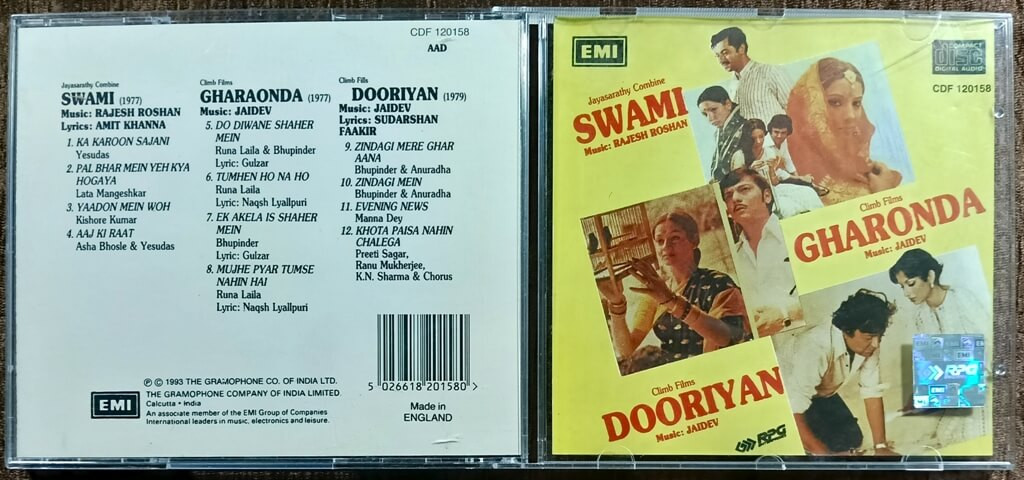 CDF 120158
AAD
Jayasarathy Combine
SWAMI (1977)
Music: RAJESH ROSHAN
Lyrics: AMIT KHANNA
1. KA KAROON SAJANI
Yesudas
2. PAL BHAR MEIN YEH KYA
HOGAYA
Lata Mangeshkar
3. YAADON MEIN WOH
Kishore Kumar
4. AAJ KI RAAT
Asha Bhosle & Yesudas
Climb Films
GHARAONDA (1977)
Music: JAIDEV
5. DO DIWANE SHAHER
MEIN
Runa Laila & Bhupinder
Lyric: Gulzar
6. TUMHEN HO NA HO
Runa Laila
Lyric: Naqsh Lyallpuri
7. EK AKELA IS SHAHER
MEIN
Bhupinder
Lyric: Gulzar
8. MUJHE PYAR TUMSE
NAHIN HAI
Runa Laila
Lyric: Naqsh Lyallpuri
Climb Fills
DOORIYAN (1979)
Music: JAIDEV
Lyrics: SUDARSHAN
FAAKIR
9. ZINDAGI MERE GHAR
AANA
Bhupinder & Anuradha
10. ZINDAGI MEIN
Bhupinder & Anuradha
11. EVENING NEWS
Manna Dey
12. KHOTA PAISA NAHIN
CHALEGA
Preeti Sagar,
Ranu Mukherjee,
K.N. Sharma & Chorus
EMI
℗ © 1993 THE GRAMOPHONE CO. OF INDIA LTD.
THE GRAMOPHONE COMPANY OF INDIA LIMITED
Calcutta • India
An associate member of the EMI Group of Companies
International leaders in music, electronics and leisure.
5 026618 201580 >
Made in
ENGLAND
EMI
COMPACT
DISC
DIGITAL AUDIO
CDF 120158
Jayasarathy Combine
SWAMI
Music: RAJESH ROSHAN
Climb Films
GHARONDA
Music: JAIDEV
Climb Films
DOORIYAN
Music: JAIDEV
RPG
EMI
RPG